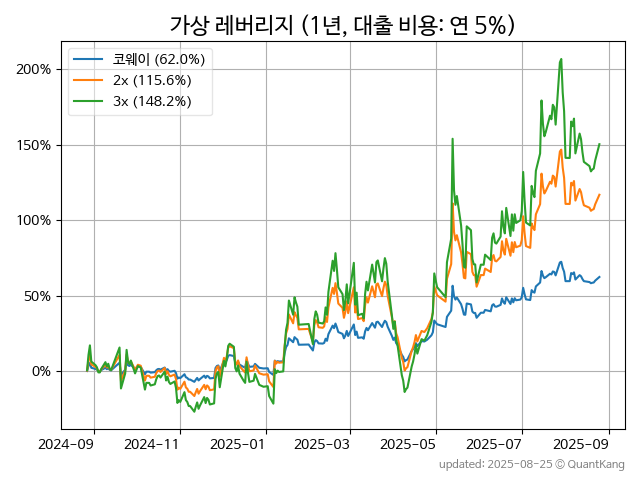 가상 레버리지 (1년, 대출 비용: 연 5%)
코웨이 (62.0%)
2x (115.6%)
3x (148.2%)
200%
150%
100%
50%
0%
2024-09
2024-11
2025-01
2025-03
2025-05
2025-07
2025-09
updated: 2025-08-25 © QuantKang